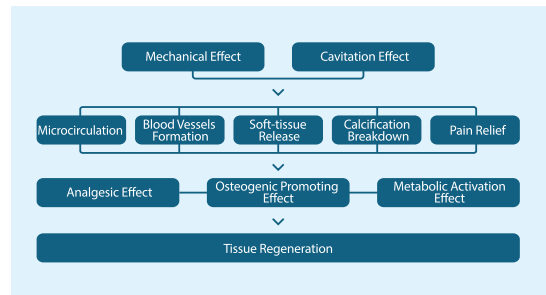 Mechanical Effect
Cavitation Effect
Microcirculation
Blood Vessels
Formation
Soft-tissue
Release
Calcification
Breakdown
Pain Relief
Analgesic Effect
Osteogenic Promoting
Effect
Metabolic Activation
Effect
Tissue Regeneration